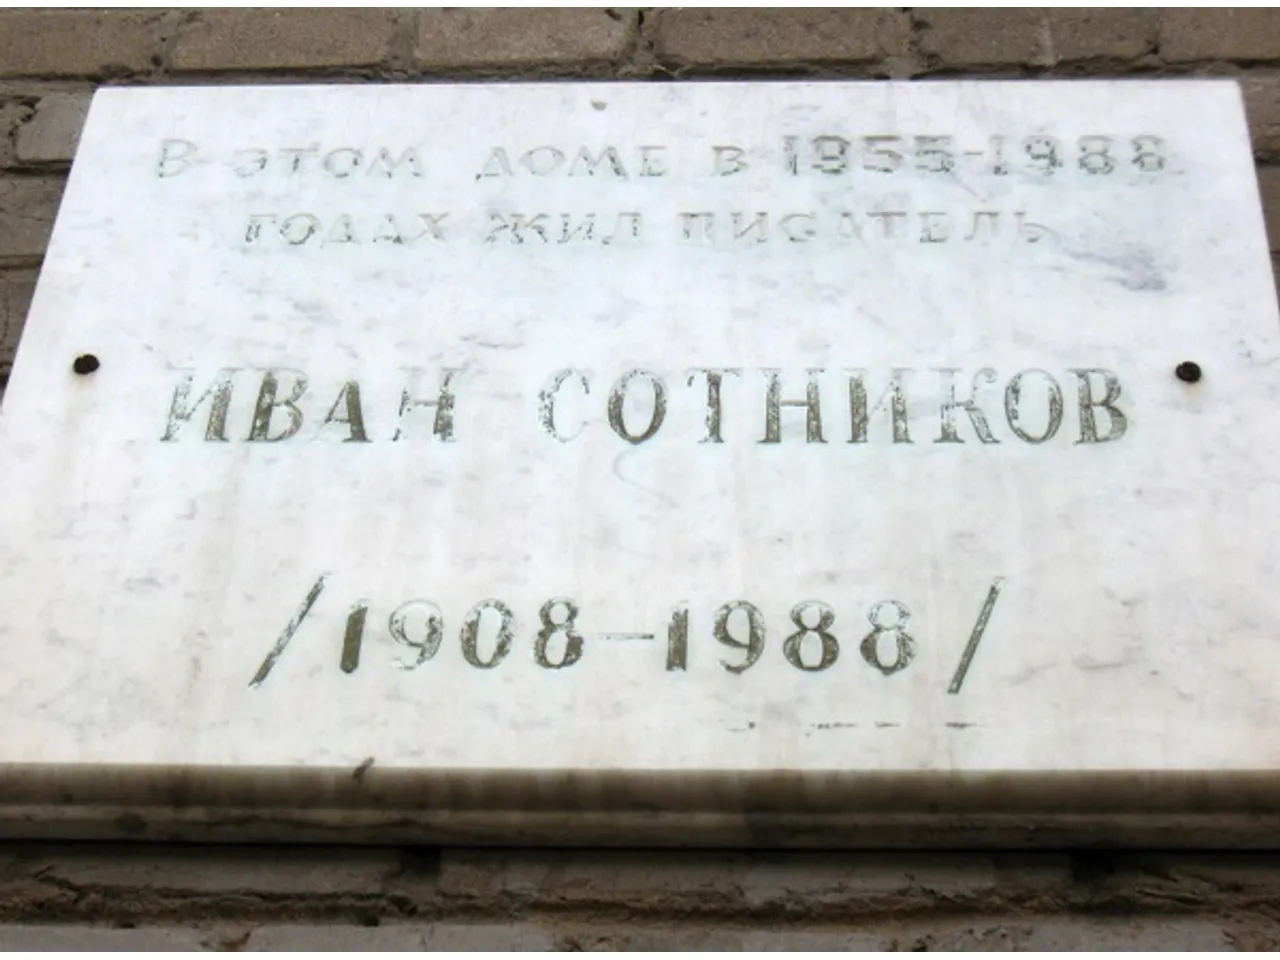 В ЭТОМ ДОМЕ В 1955-1988
ГОДАХ ЖИЛ ПИСАТЕЛЬ
ИВАН СОТНИКОВ
/1908-1988/